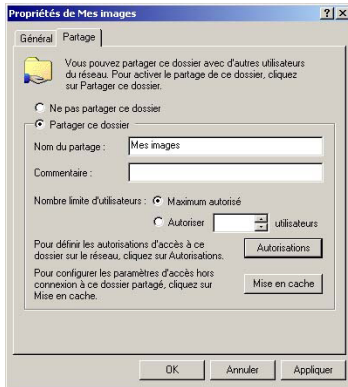 Propriétés de Mes images
Général Partage
Vous pouvez partager ce dossier avec d'autres utilisateurs
du réseau. Pour activer le partage de ce dossier, cliquez
sur Partager ce dossier.
Ne pas partager ce dossier
Partager ce dossier
Nom du partage : Mes images
Commentaire :
Nombre limite d'utilisateurs : Maximum autorisé
Autoriser utilisateurs
Pour définir les autorisations d'accès à ce
dossier sur le réseau, cliquez sur Autorisations.
Autorisations
Pour configurer les paramètres d'accès hors
connexion à ce dossier partagé, cliquez sur
Mise en cache.
Mise en cache
OK Annuler Appliquer